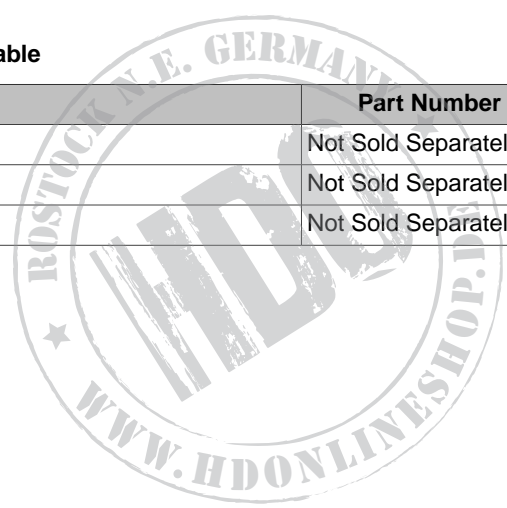 able
Part Number
Not Sold Separatel
Not Sold Separatel
Not Sold Separatel
ROSTOCK N.E. GERMANY
HDO
WWW.HDONLINESHOP.D